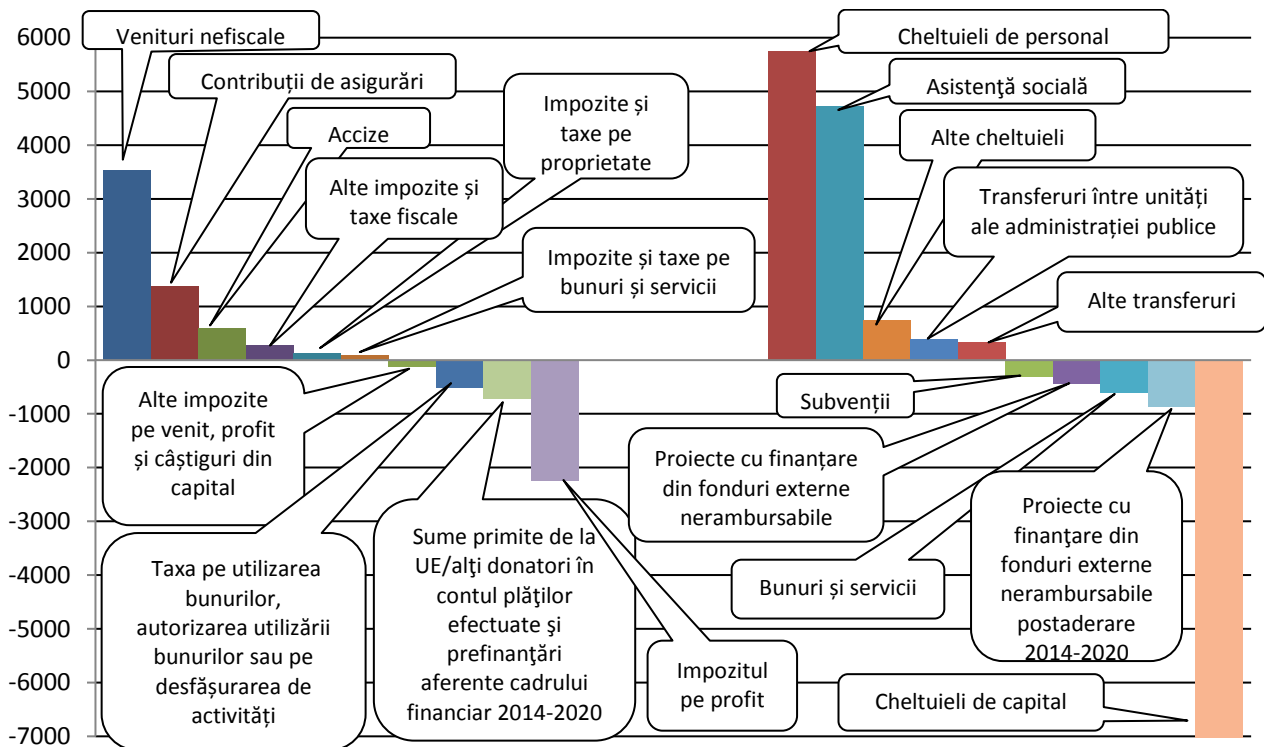 6000
5000
4000
3000
2000
1000
0
-1000
-2000
-3000
-4000
-5000
-6000
-7000
Venituri nefiscale
Contribuții de asigurări
Accize
Alte impozite și
taxe fiscale
Impozite și
taxe pe
proprietate
Impozite și taxe pe
bunuri și servicii
Alte impozite
pe venit, profit
și câștiguri din
capital
Taxa pe utilizarea
bunurilor,
autorizarea utilizării
bunurilor sau pe
desfășurarea de
activități
Sume primite de la
UE/alţi donatori în
contul plăţilor
efectuate şi
prefinanţări
aferente cadrului
financiar 2014-2020
Impozitul
pe profit
Cheltuieli de personal
Asistenţă socială
Alte cheltuieli
Transferuri între unități
ale administrației publice
Alte transferuri
Subvenții
Proiecte cu finanțare
din fonduri externe
nerambursabile
Bunuri și servicii
Proiecte cu
finanţare din
fonduri externe
nerambursabile
postaderare
2014-2020
Cheltuieli de capital